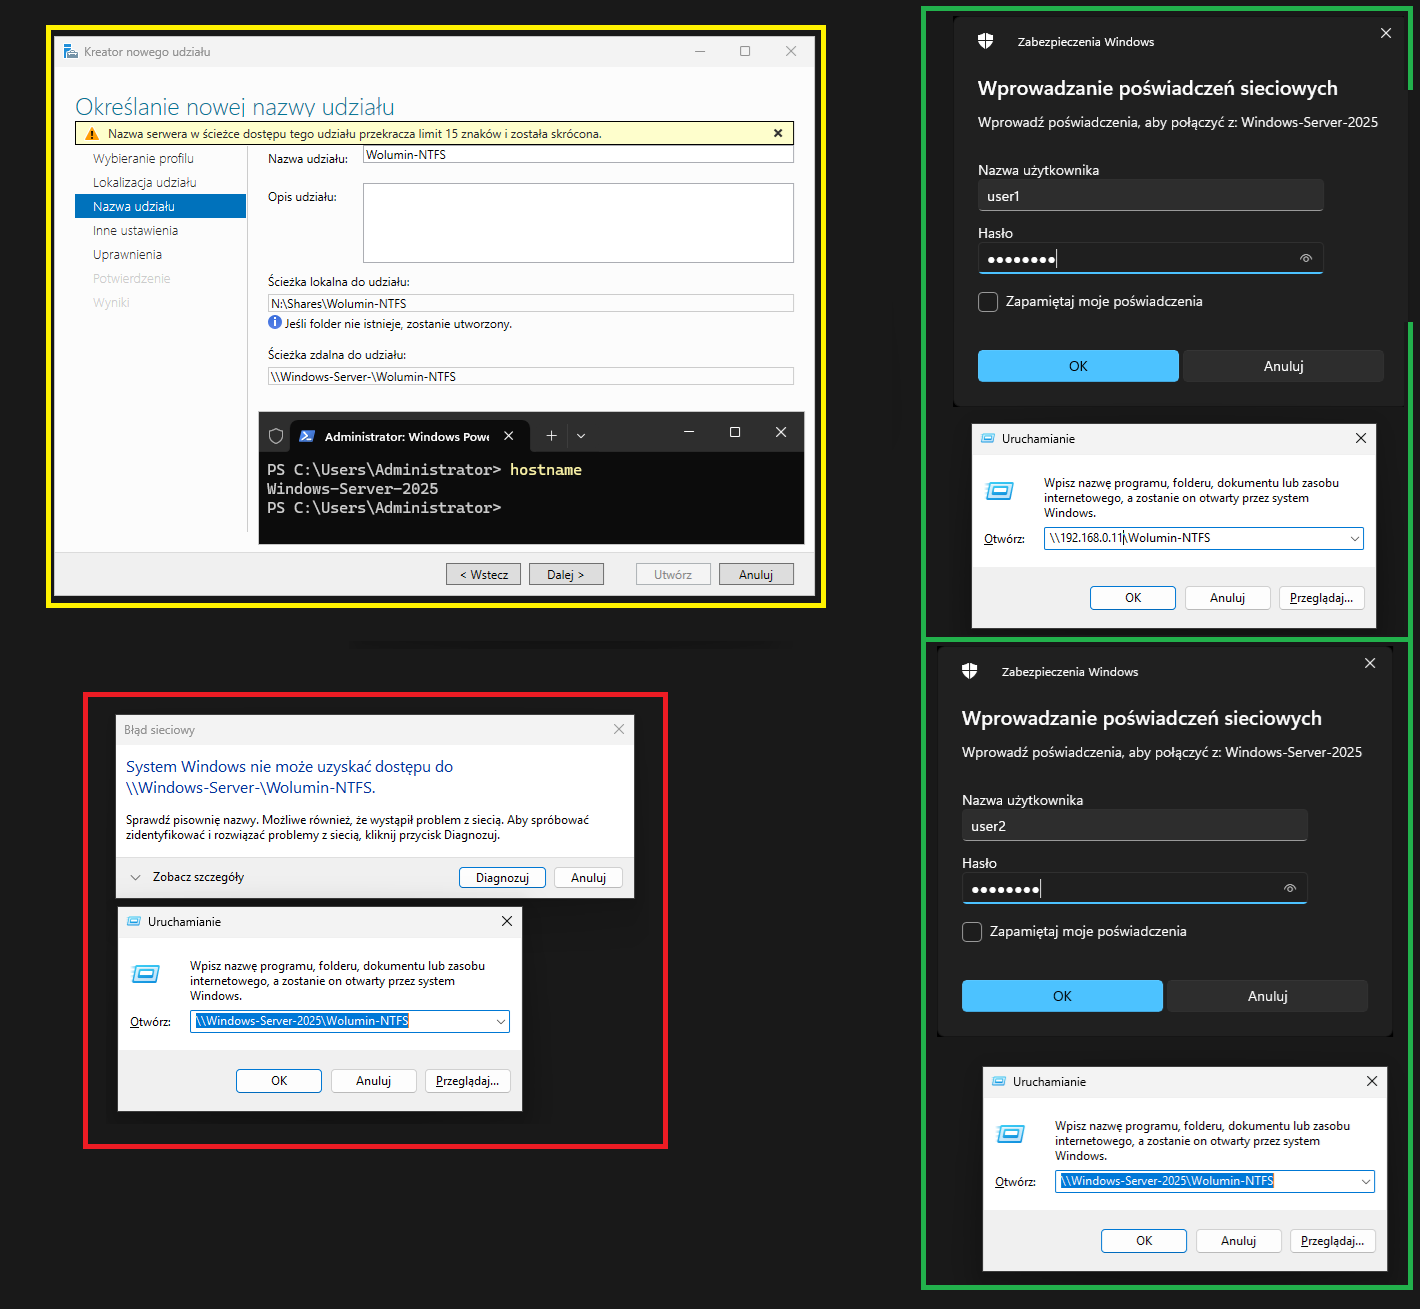 Kreator nowego udziału
Określanie nowej nazwy udziału
Nazwa serwera w ścieżce dostępu tego udziału przekracza limit 15 znaków i została skrócona.
Wybieranie profilu
Lokalizacja udziału
Nazwa udziału
Inne ustawienia
Uprawnienia
Potwierdzenie
Wyniki
Nazwa udziału:
Wolumin-NTFS
Opis udziału:
Ścieżka lokalna do udziału:
N:\Shares\Wolumin-NTFS
Jeśli folder nie istnieje, zostanie utworzony.
Ścieżka zdalna do udziału:
\\Windows-Server-\Wolumin-NTFS
Administrator: Windows Powe
PS C:\Users\Administrator> hostname
Windows-Server-2025
PS C:\Users\Administrator>
< Wstecz
Dalej >
Utwórz
Anuluj
Błąd sieciowy
System Windows nie może uzyskać dostępu do
\\Windows-Server-\Wolumin-NTFS.
Sprawdź pisownię nazwy. Możliwe również, że wystąpił problem z siecią. Aby spróbować
zidentyfikować i rozwiązać problemy z siecią, kliknij przycisk Diagnozuj.
Zobacz szczegóły
Diagnozuj
Anuluj
Uruchamianie
Wpisz nazwę programu, folderu, dokumentu lub zasobu
internetowego, a zostanie on otwarty przez system
Windows.
Otwórz:
\\Windows-Server-2025\Wolumin-NTFS
OK
Anuluj
Przeglądaj...
Zabezpieczenia Windows
Wprowadzanie poświadczeń sieciowych
Wprowadź poświadczenia, aby połączyć z: Windows-Server-2025
Nazwa użytkownika
user1
Hasło
Zapamiętaj moje poświadczenia
OK
Anuluj
Uruchamianie
Wpisz nazwę programu, folderu, dokumentu lub zasobu
internetowego, a zostanie on otwarty przez system
Windows.
Otwórz:
\\192.168.0.11\Wolumin-NTFS
OK
Anuluj
Przeglądaj...
Zabezpieczenia Windows
Wprowadzanie poświadczeń sieciowych
Wprowadź poświadczenia, aby połączyć z: Windows-Server-2025
Nazwa użytkownika
user2
Hasło
Zapamiętaj moje poświadczenia
OK
Anuluj
Uruchamianie
Wpisz nazwę programu, folderu, dokumentu lub zasobu
internetowego, a zostanie on otwarty przez system
Windows.
Otwórz:
\\Windows-Server-2025\Wolumin-NTFS
OK
Anuluj
Przeglądaj...